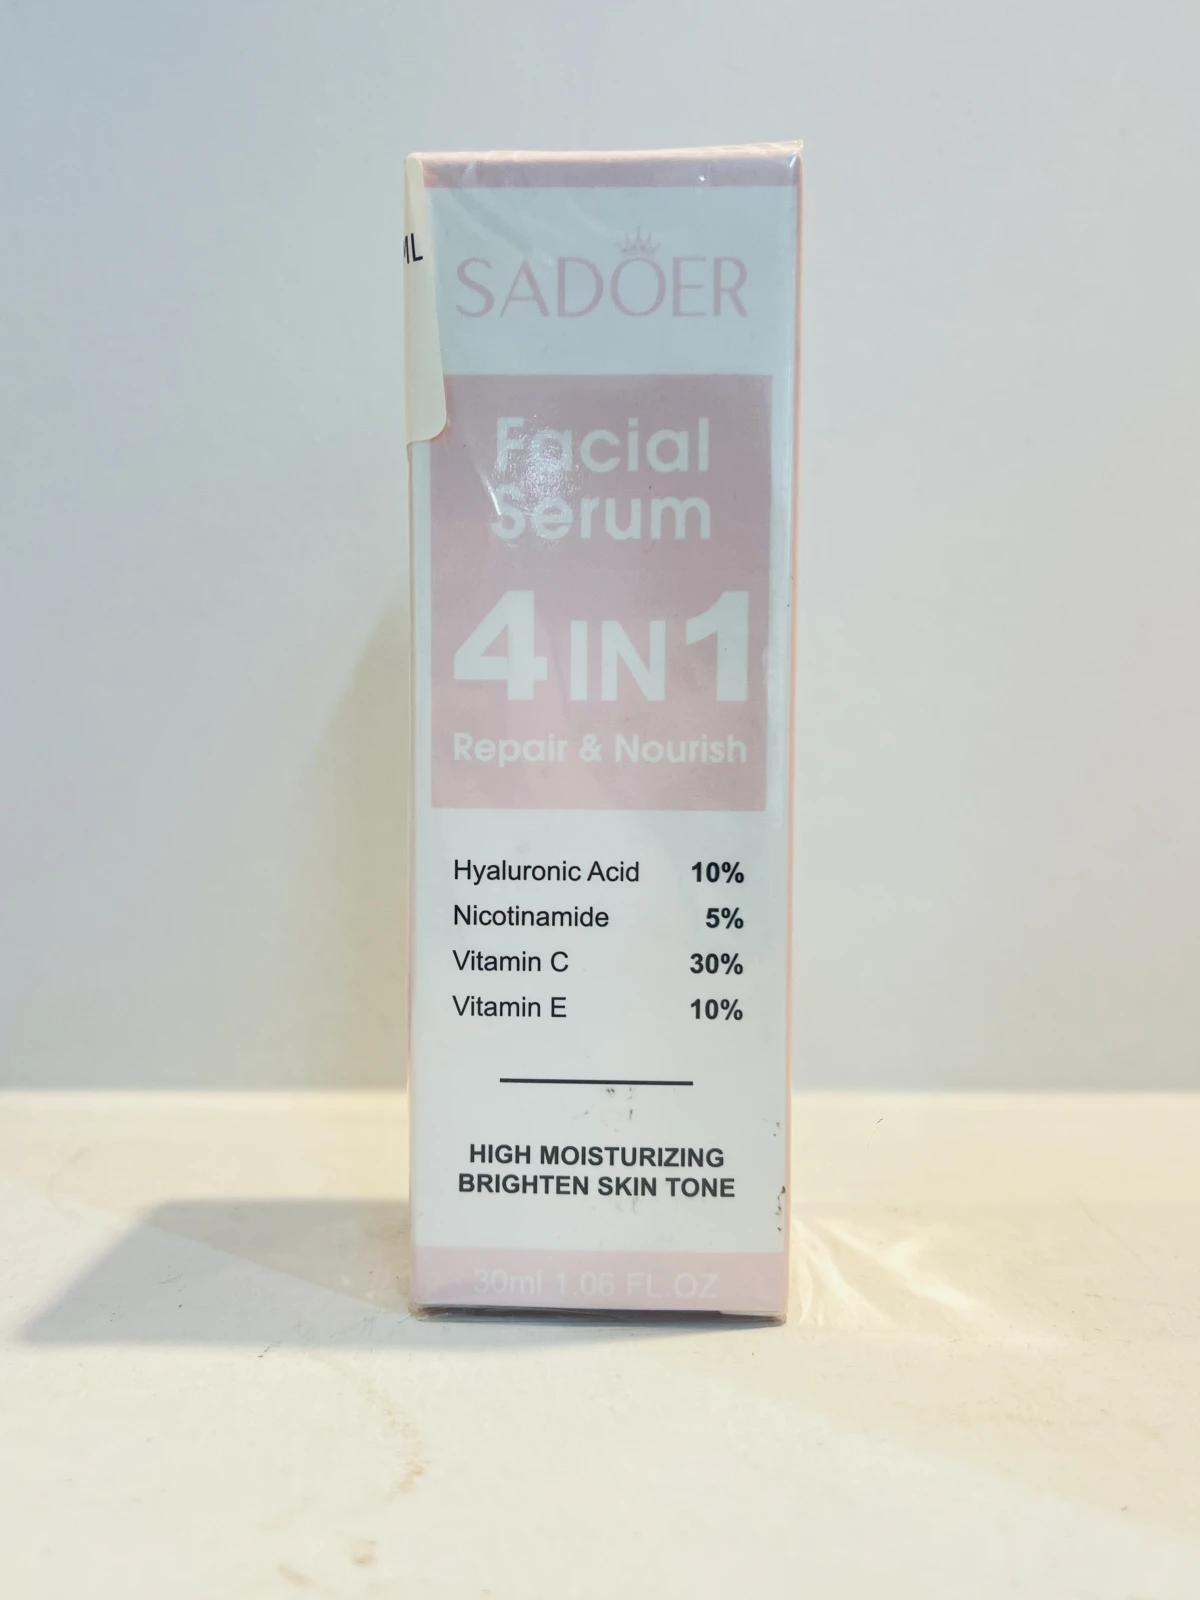 ML
SADOER
Facial
Serum
4 IN 1
Repair & Nourish
Hyaluronic Acid 10%
Nicotinamide 5%
Vitamin C 30%
Vitamin E 10%
HIGH MOISTURIZING
BRIGHTEN SKIN TONE
30ml 1.06 FL.OZ